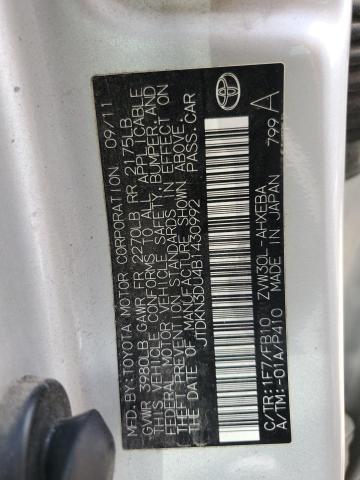 MFD. BY: TOYOTA MOTOR CORPORATION 09/11
GVWR 3980LB GAWR FR 2270LB RR 2175LB
THIS VEHICLE CONFORMS TO ALL APPLICABLE
FEDERAL MOTOR VEHICLE SAFETY, BUMPER, AND
THEFT PREVENTION STANDARDS IN EFFECT ON
THE DATE OF MANUFACTURE SHOWN ABOVE.
JTDKN3DU4B1430992 PASS. CAR
C/TR: 1F7/FB10 ZVW30L-AHXEBA
A/TM: -01A/P410 MADE IN JAPAN 799 A